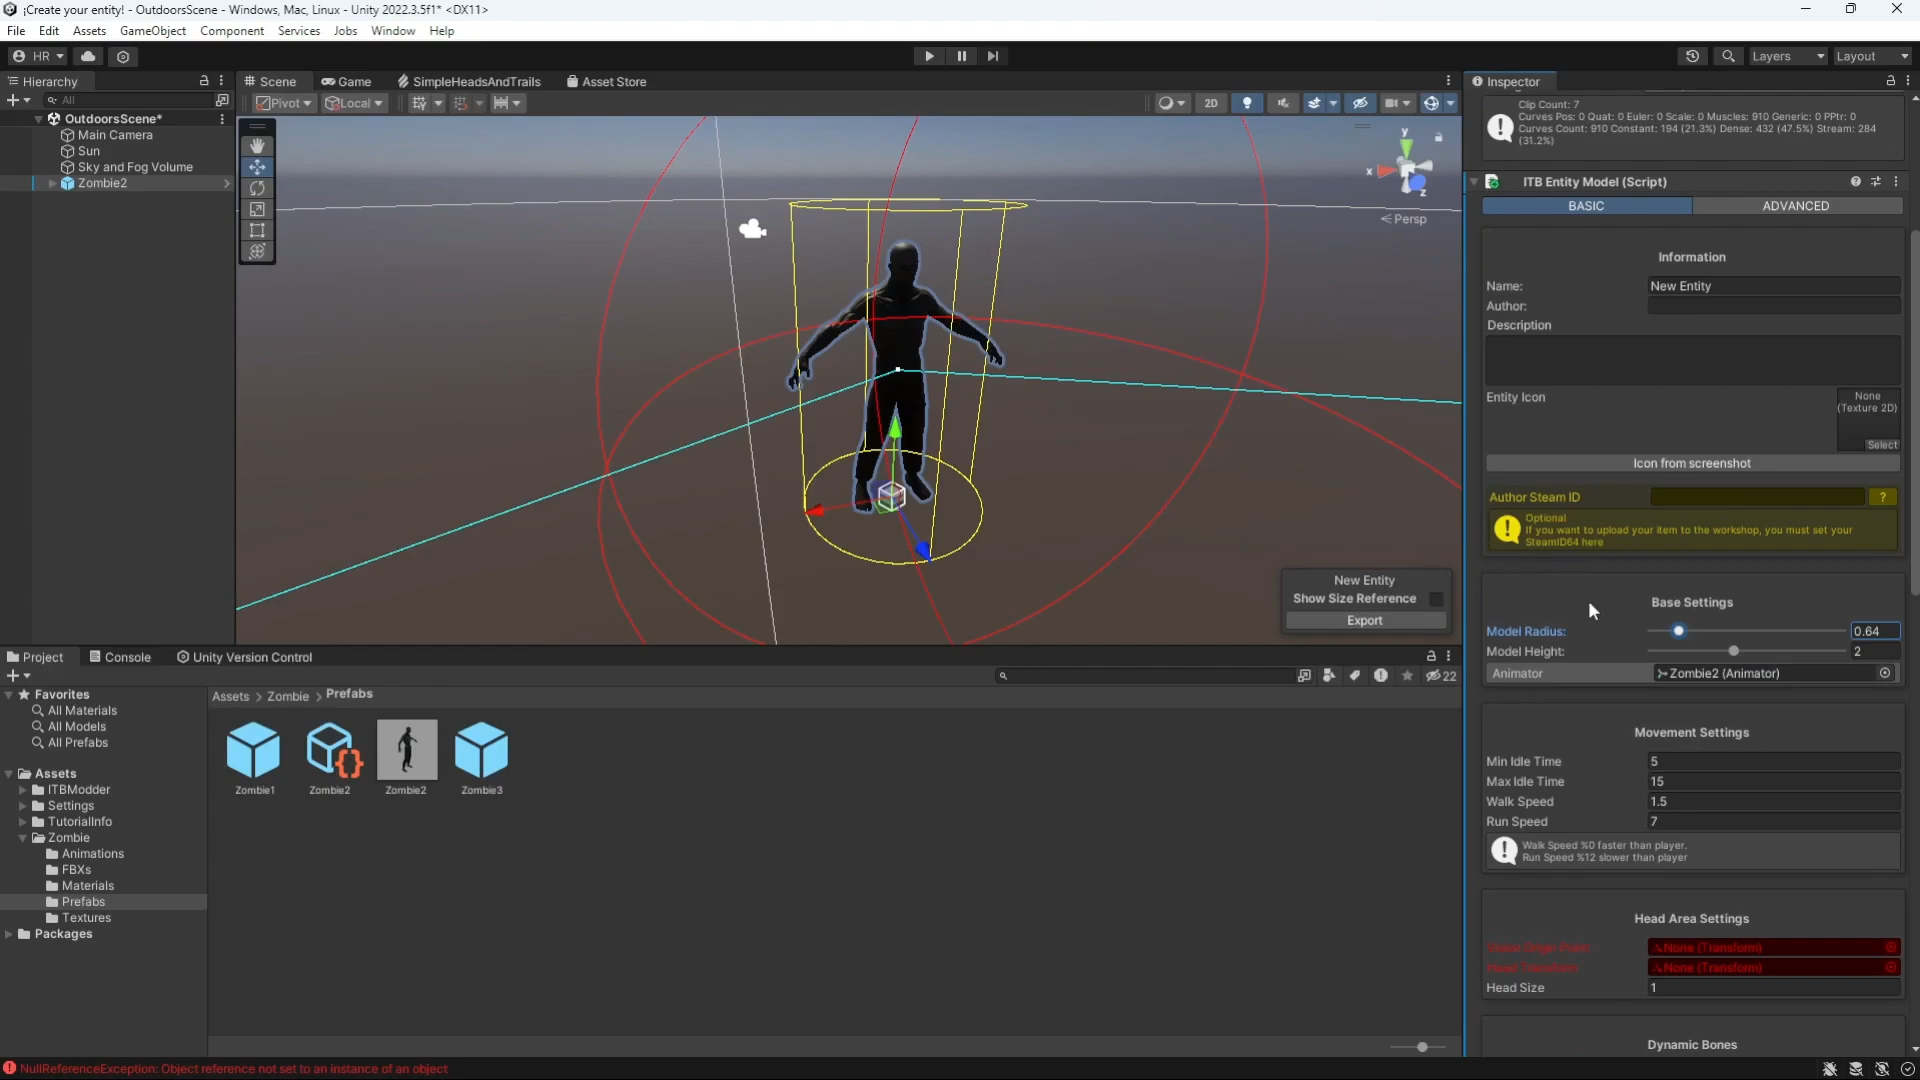 ¡Create your entity! - OutdoorsScene - Windows, Mac, Linux - Unity 2022.3.5f1* <DX11>
File Edit Assets GameObject Component Services Jobs Window Help
HR Layers Layout
Hierarchy
All
OutdoorsScene*
Main Camera
Sun
Sky and Fog Volume
Zombie2
Scene Game SimpleHeadsAndTrails Asset Store
Pivot Local 2D
y
x
z
Persp
New Entity
Show Size Reference
Export
Project Console Unity Version Control
22
Favorites
All Materials
All Models
All Prefabs
Assets
ITBModder
Settings
TutorialInfo
Zombie
Animations
FBXs
Materials
Prefabs
Textures
Packages
Assets > Zombie > Prefabs
Zombie1 Zombie2 Zombie2 Zombie3
Inspector
Clip Count: 7
Curves Pos: 0 Quat: 0 Euler: 0 Scale: 0 Muscles: 910 Generic: 0 PPtr: 0
Curves Count: 910 Constant: 194 (21.3%) Dense: 432 (47.5%) Stream: 284
(31.2%)
ITB Entity Model (Script)
BASIC ADVANCED
Information
Name: New Entity
Author:
Description
Entity Icon
None
(Texture 2D)
Select
Icon from screenshot
Author Steam ID ?
Optional
If you want to upload your item to the workshop, you must set your
SteamID64 here
Base Settings
Model Radius: 0.64
Model Height: 2
Animator Zombie2 (Animator)
Movement Settings
Min Idle Time 5
Max Idle Time 15
Walk Speed 1.5
Run Speed 7
Walk Speed %0 faster than player.
Run Speed %12 slower than player
Head Area Settings
None (Transform)
None (Transform)
Head Size 1
Dynamic Bones
NullReferenceException: Object reference not set to an instance of an object